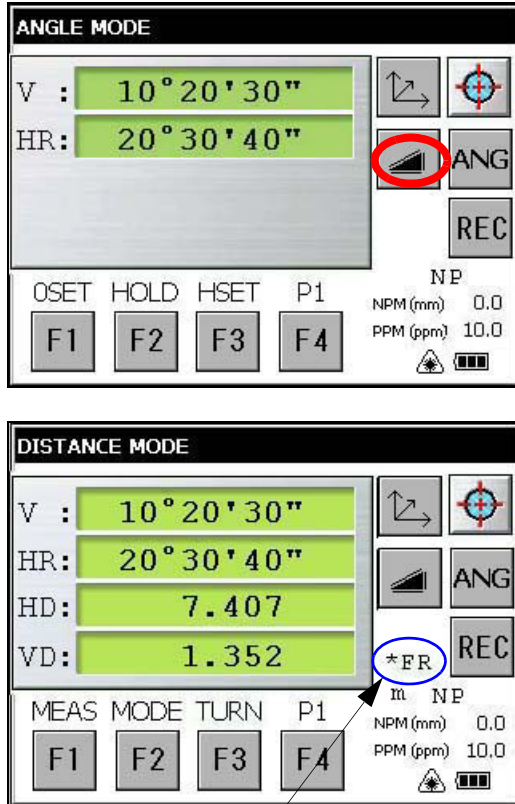 ANGLE MODE
V : 10°20'30"
HR: 20°30'40"
ANG
REC
NP
0SET HOLD HSET P1
NPM (mm) 0.0
F1 F2 F3 F4
PPM (ppm) 10.0
DISTANCE MODE
V : 10°20'30"
HR: 20°30'40"
ANG
HD: 7.407
VD: 1.352
REC
*FR
m NP
MEAS MODE TURN P1
NPM (mm) 0.0
F1 F2 F3 F4
PPM (ppm) 10.0